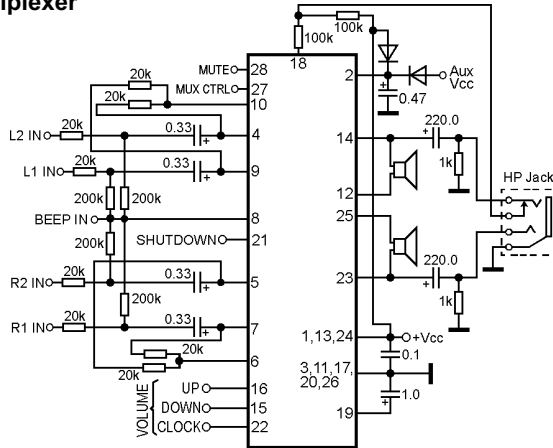 iplexer
100k
100k
18
20k
MUTE
28
2
Aux
Vcc
MUX CTRL
27
20k
10
0.47
20k
0.33
220.0
L2 IN
4
14
20k
0.33
1k
L1 IN
9
HP Jack
200k
200k
12
BEEP IN
8
25
200k
SHUTDOWN
21
20k
0.33
220.0
R2 IN
5
23
200k
20k
0.33
1k
R1 IN
7
1,13,24
+Vcc
20k
0.1
6
3,11,17,
20,26
20k
VOLUME
UP
16
1.0
DOWN
15
19
CLOCK
22